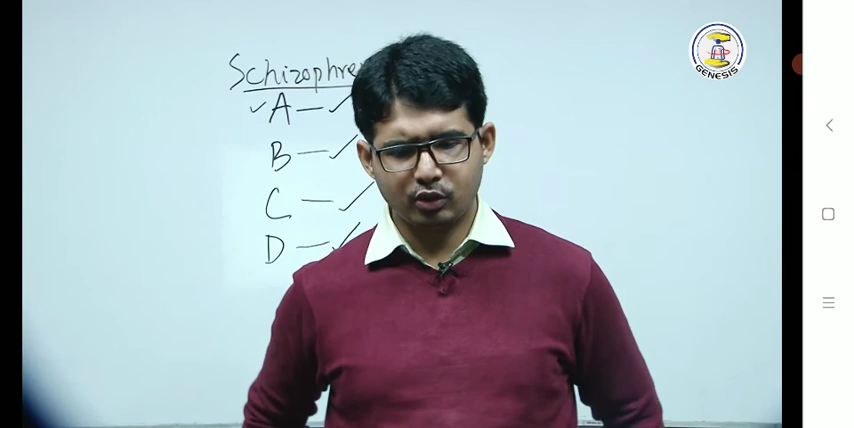 Schizophre
✓ A – ✓
B – ✓
C – ✓
D – ✓
GENESIS